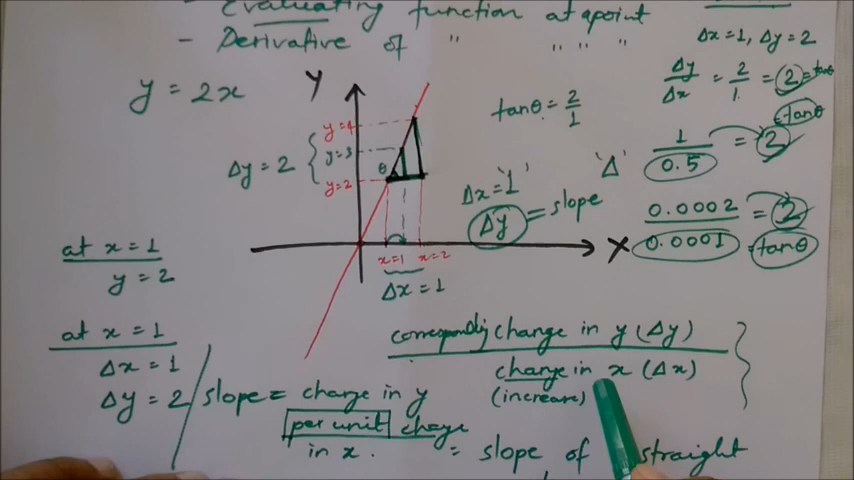 - Evaluating function at a point
- Derivative of " " " "
y = 2x
Y
y=4
y=3
y=2
Δy = 2
θ
x=1
x=2
X
Δx = 1
tanθ = 2/1
Δx = '1'
Δy = slope
Δx=1, Δy=2
Δy/Δx = 2/1 = 2 = tanθ
= tanθ
'Δ'
1/0.5 = 2
0.0002/0.0001 = 2
= tanθ
at x = 1
y = 2
at x = 1
Δx = 1
Δy = 2
correspondig change in y (Δy)
change in x (Δx)
(increase)
slope = change in y
per unit change
in x.
= slope of straight